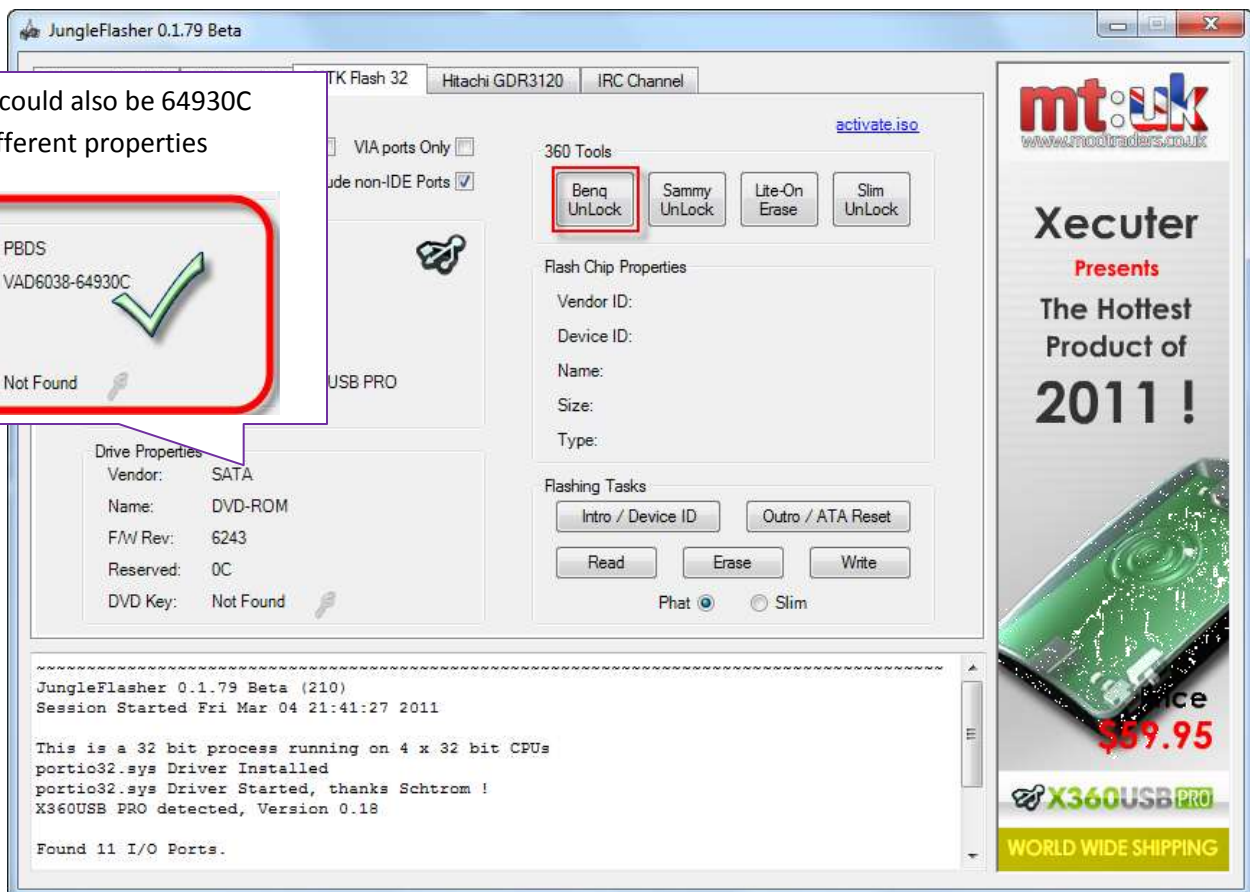 JungleFlasher 0.1.79 Beta
TK Flash 32
Hitachi GDR3120
IRC Channel
could also be 64930C
fferent properties
PBDS
VAD6038-64930C
Not Found
VIA ports Only
ude non-IDE Ports
USB PRO
activate.iso
360 Tools
Benq UnLock
Sammy UnLock
Lite-On Erase
Slim UnLock
Flash Chip Properties
Vendor ID:
Device ID:
Name:
Size:
Type:
Drive Properties
Vendor: SATA
Name: DVD-ROM
F/W Rev: 6243
Reserved: 0C
DVD Key: Not Found
Flashing Tasks
Intro / Device ID
Outro / ATA Reset
Read
Erase
Write
Phat
Slim
~~~~~~~~~~~~~~~~~~~~~~~~~~~~~~~~~~~~~~~~~~~~~~~~~~~~~~~~~~~~~~~~~~~~~~~~~~~~~~~~
JungleFlasher 0.1.79 Beta (210)
Session Started Fri Mar 04 21:41:27 2011
This is a 32 bit process running on 4 x 32 bit CPUs
portio32.sys Driver Installed
portio32.sys Driver Started, thanks Schtrom !
X360USB PRO detected, Version 0.18
Found 11 I/O Ports.
mt:uk
www.modtraders.co.uk
Xecuter
Presents
The Hottest
Product of
2011 !
$59.95
X360USB PRO
WORLD WIDE SHIPPING